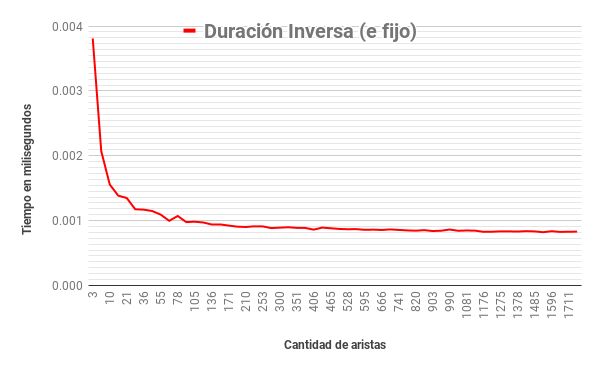 Duración Inversa (e fijo)
0.004
0.003
0.002
0.001
0.000
Tiempo en milisegundos
3 10 21 36 55 78 105 136 171 210 253 300 351 406 465 528 595 666 741 820 903 990 1081 1176 1275 1378 1485 1596 1711
Cantidad de aristas